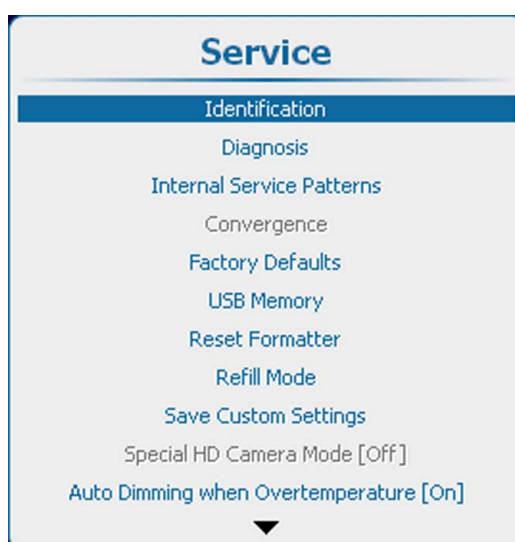 Service
Identification
Diagnosis
Internal Service Patterns
Convergence
Factory Defaults
USB Memory
Reset Formatter
Refill Mode
Save Custom Settings
Special HD Camera Mode [Off]
Auto Dimming when Overtemperature [On]